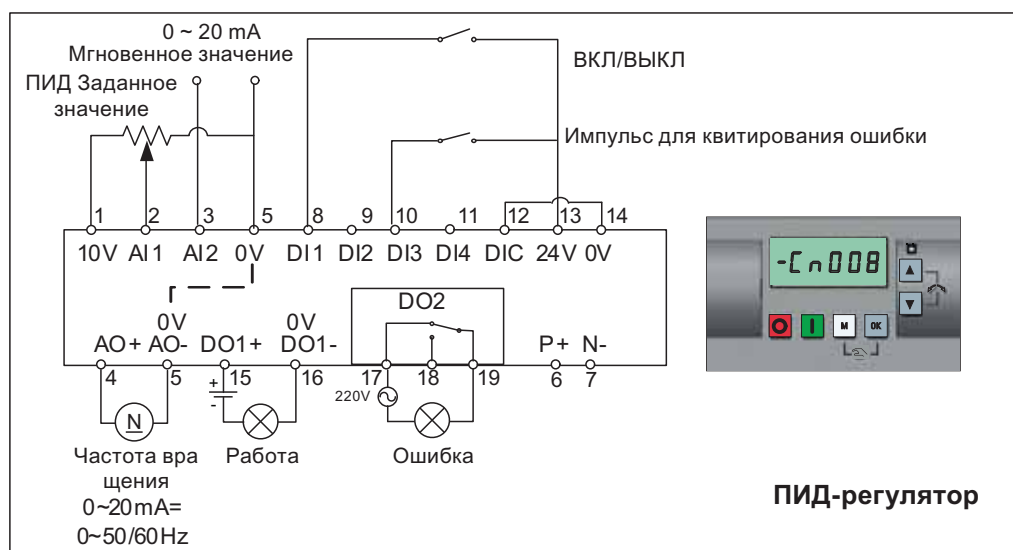 0 ~ 20 mA
Мгновенное значение
ПИД Заданное
значение
ВКЛ/ВЫКЛ
Импульс для квитирования ошибки
1 2 3 5 8 9 10 11 12 13 14
10V AI1 AI2 0V DI1 DI2 DI3 DI4 DIC 24V 0V
-Cn008
M OK
DO2
0V 0V
AO+ AO- DO1+ DO1- P+ N-
4 5 15 16 17 18 19 6 7
+
-
220V
N
Частота вра
щения
0~20mA=
0~50/60Hz
Работа
Ошибка
ПИД-регулятор